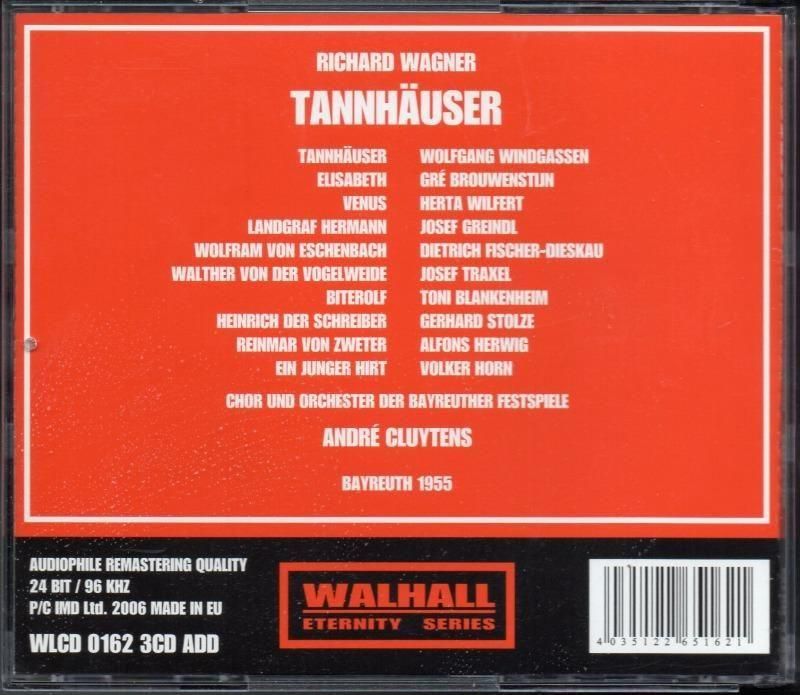 RICHARD WAGNER
TANNHÄUSER
TANNHÄUSER WOLFGANG WINDGASSEN
ELISABETH GRÉ BROUWENSTIJN
VENUS HERTA WILFERT
LANDGRAF HERMANN JOSEF GREINDL
WOLFRAM VON ESCHENBACH DIETRICH FISCHER-DIESKAU
WALTHER VON DER VOGELWEIDE JOSEF TRAXEL
BITEROLF TONI BLANKENHEIM
HEINRICH DER SCHREIBER GERHARD STOLZE
REINMAR VON ZWETER ALFONS HERWIG
EIN JUNGER HIRT VOLKER HORN
CHOR UND ORCHESTER DER BAYREUTHER FESTSPIELE
ANDRÉ CLUYTENS
BAYREUTH 1955
AUDIOPHILE REMASTERING QUALITY
24 BIT / 96 KHZ
P/C IMD Ltd. 2006 MADE IN EU
WLCD 0162 3CD ADD
WALHALL
ETERNITY SERIES
4035122651621